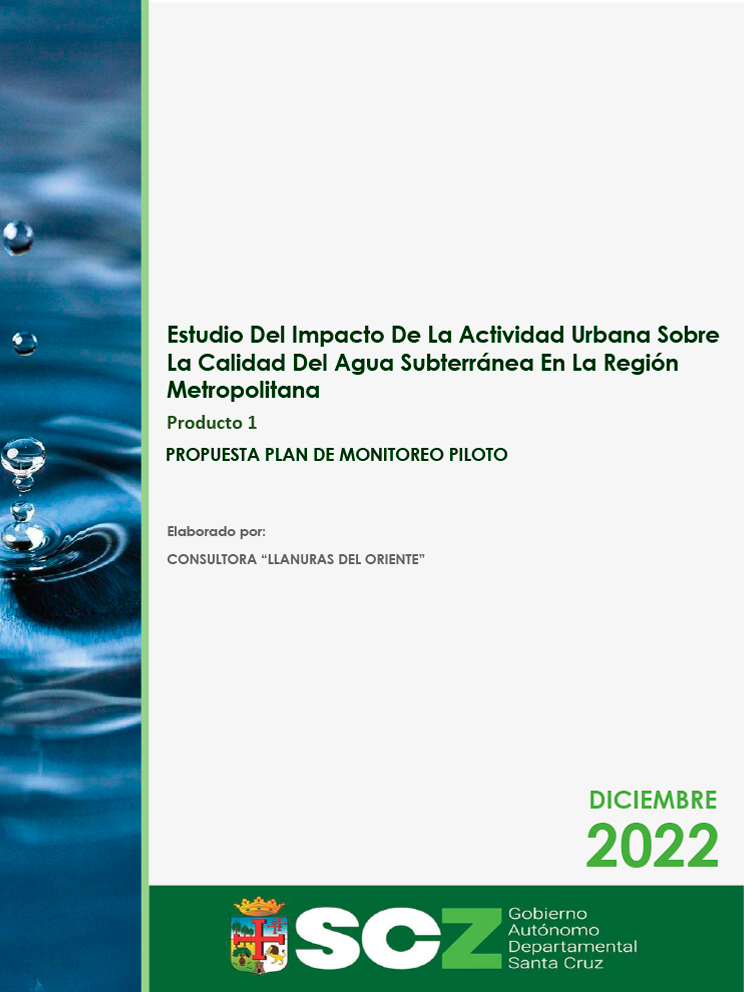 Estudio Del Impacto De La Actividad Urbana Sobre
La Calidad Del Agua Subterránea En La Región
Metropolitana
Producto 1
PROPUESTA PLAN DE MONITOREO PILOTO
Elaborado por:
CONSULTORA “LLANURAS DEL ORIENTE”
DICIEMBRE
2022
SCZ
Gobierno
Autónomo
Departamental
Santa Cruz